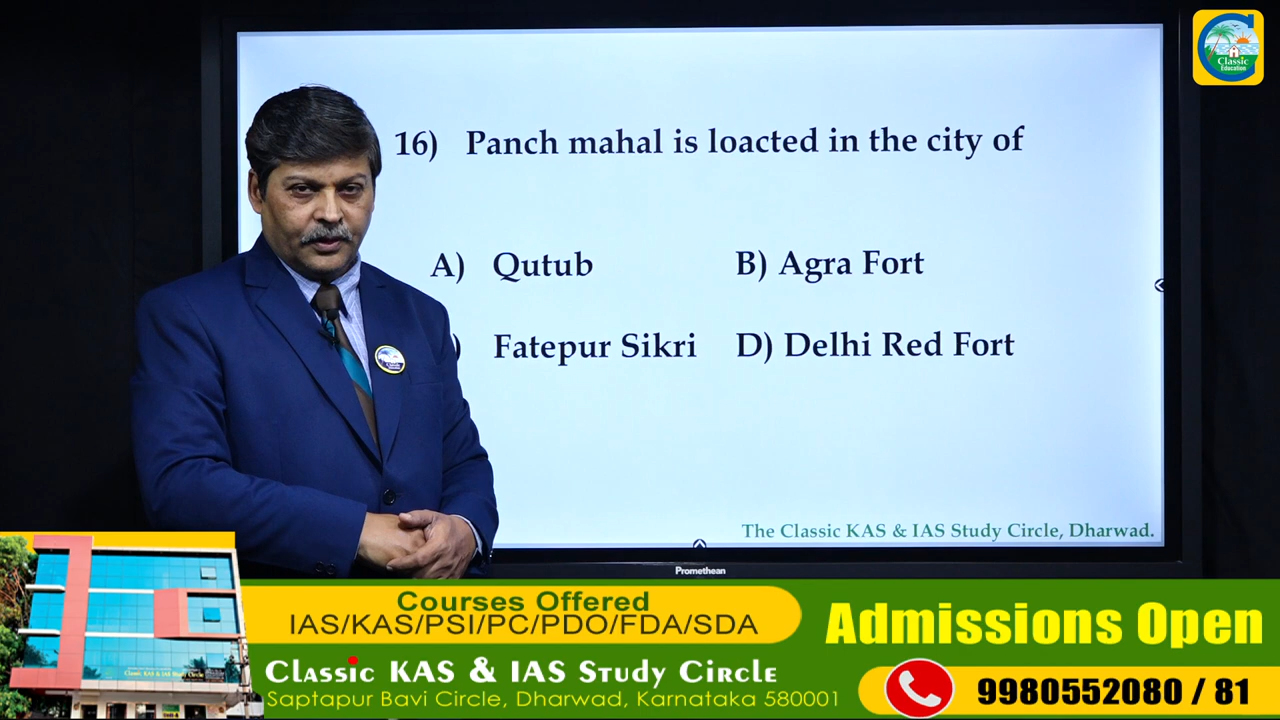 Classic
Education
16) Panch mahal is loacted in the city of
A) Qutub B) Agra Fort
) Fatepur Sikri D) Delhi Red Fort
The Classic KAS & IAS Study Circle, Dharwad.
Promethean
Courses Offered
IAS/KAS/PSI/PC/PDO/FDA/SDA
Admissions Open
Classic KAS & IAS Study Circle
Saptapur Bavi Circle, Dharwad, Karnataka 580001
9980552080 / 81